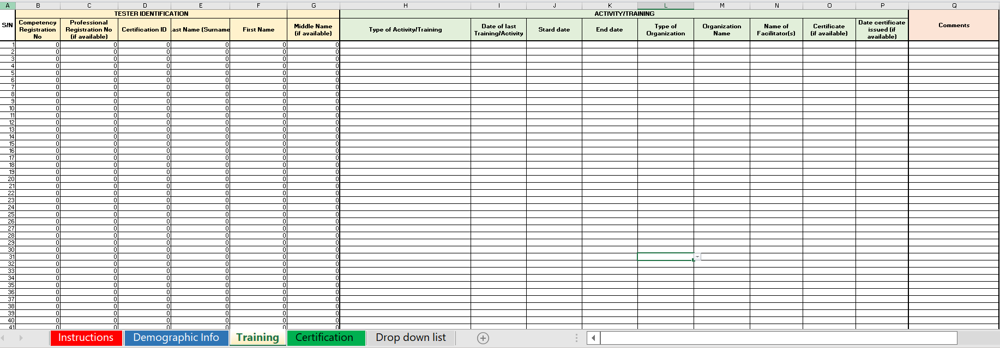 A B C D E F G H I J K L M N O P Q
TESTER IDENTIFICATION ACTIVITY/TRAINING
S/N
Competency
Registration
No
Professional
Registration No
(if available)
Certification ID
ast Name (Surname
First Name
Middle Name
(if available)
Type of Activity/Training
Date of last
Training/Activity
Stard date
End date
Type of
Organization
Organization
Name
Name of
Facilitator(s)
Certificate
(if available)
Date certificate
issued (if
available)
Comments
1 0 0 0 0 0 0
2 0 0 0 0 0 0
3 0 0 0 0 0 0
4 0 0 0 0 0 0
5 0 0 0 0 0 0
6 0 0 0 0 0 0
7 0 0 0 0 0 0
8 0 0 0 0 0 0
9 0 0 0 0 0 0
10 0 0 0 0 0 0
11 0 0 0 0 0 0
12 0 0 0 0 0 0
13 0 0 0 0 0 0
14 0 0 0 0 0 0
15 0 0 0 0 0 0
16 0 0 0 0 0 0
17 0 0 0 0 0 0
18 0 0 0 0 0 0
19 0 0 0 0 0 0
20 0 0 0 0 0 0
21 0 0 0 0 0 0
22 0 0 0 0 0 0
23 0 0 0 0 0 0
24 0 0 0 0 0 0
25 0 0 0 0 0 0
26 0 0 0 0 0 0
27 0 0 0 0 0 0
28 0 0 0 0 0 0
29 0 0 0 0 0 0
30 0 0 0 0 0 0
31 0 0 0 0 0 0
32 0 0 0 0 0 0
33 0 0 0 0 0 0
34 0 0 0 0 0 0
35 0 0 0 0 0 0
36 0 0 0 0 0 0
37 0 0 0 0 0 0
38 0 0 0 0 0 0
39 0 0 0 0 0 0
40 0 0 0 0 0 0
41 0 0 0 0 0 0
Instructions Demographic Info Training Certification Drop down list